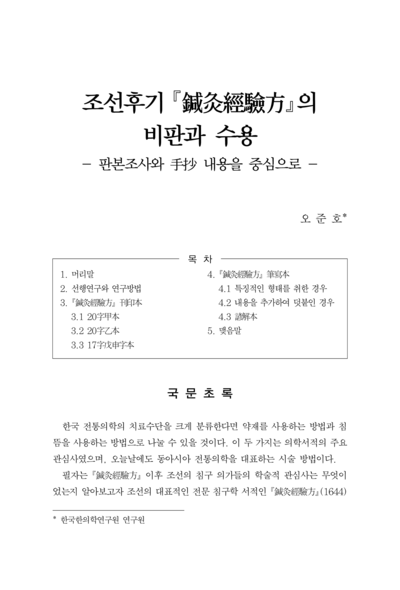 조선후기 『鍼灸經驗方』의
비판과 수용
- 판본조사와 手抄 내용을 중심으로 -
오 준 호*
목 차
1. 머리말
2. 선행연구와 연구방법
3. 『鍼灸經驗方』 刊印本
3.1 20字甲本
3.2 20字乙本
3.3 17字戊申字本
4. 『鍼灸經驗方』 筆寫本
4.1 특징적인 형태를 취한 경우
4.2 내용을 추가하여 덧붙인 경우
4.3 諺解本
5. 맺음말
국 문 초 록
한국 전통의학의 치료수단을 크게 분류한다면 약재를 사용하는 방법과 침
뜸을 사용하는 방법으로 나눌 수 있을 것이다. 이 두 가지는 의학서적의 주요
관심사였으며, 오늘날에도 동아시아 전통의학을 대표하는 시술 방법이다.
필자는 『鍼灸經驗方』 이후 조선의 침구 의가들의 학술적 관심사는 무엇이
었는지 알아보고자 조선의 대표적인 전문 침구학 서적인 『鍼灸經驗方』(1644)
* 한국한의학연구원 연구원